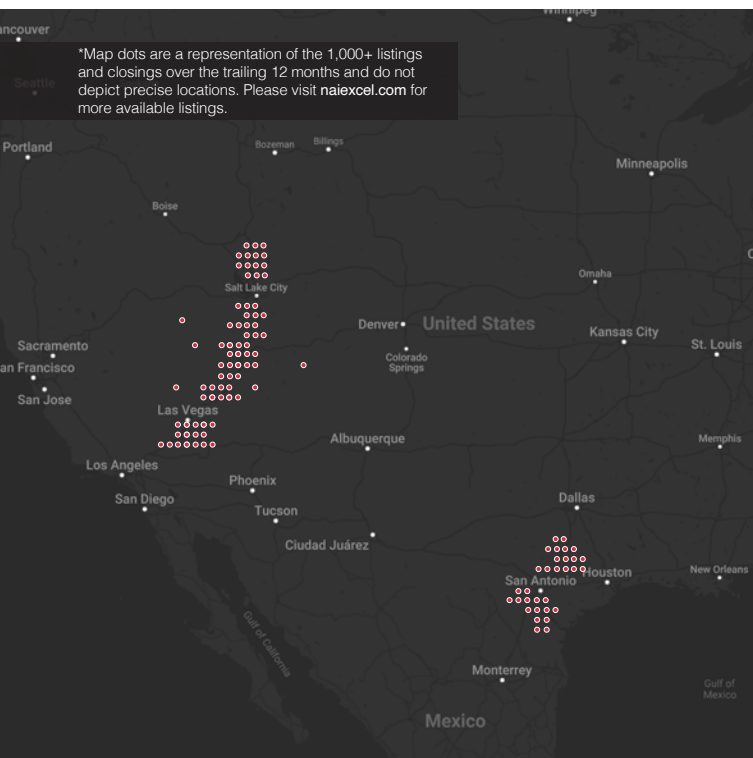 Winnipeg
ancouver
*Map dots are a representation of the 1,000+ listings
and closings over the trailing 12 months and do not
depict precise locations. Please visit naiexcel.com for
more available listings.
Seattle
Portland
Bozeman
Billings
Minneapolis
Boise
Omaha
Salt Lake City
Denver
United States
Kansas City
Sacramento
St. Louis
Colorado
Springs
an Francisco
San Jose
Las Vegas
Albuquerque
Memphis
Los Angeles
Phoenix
San Diego
Dallas
Tucson
Ciudad Juárez
New Orleans
Houston
San Antonio
Gulf of California
Monterrey
Gulf of
Mexico
Mexico